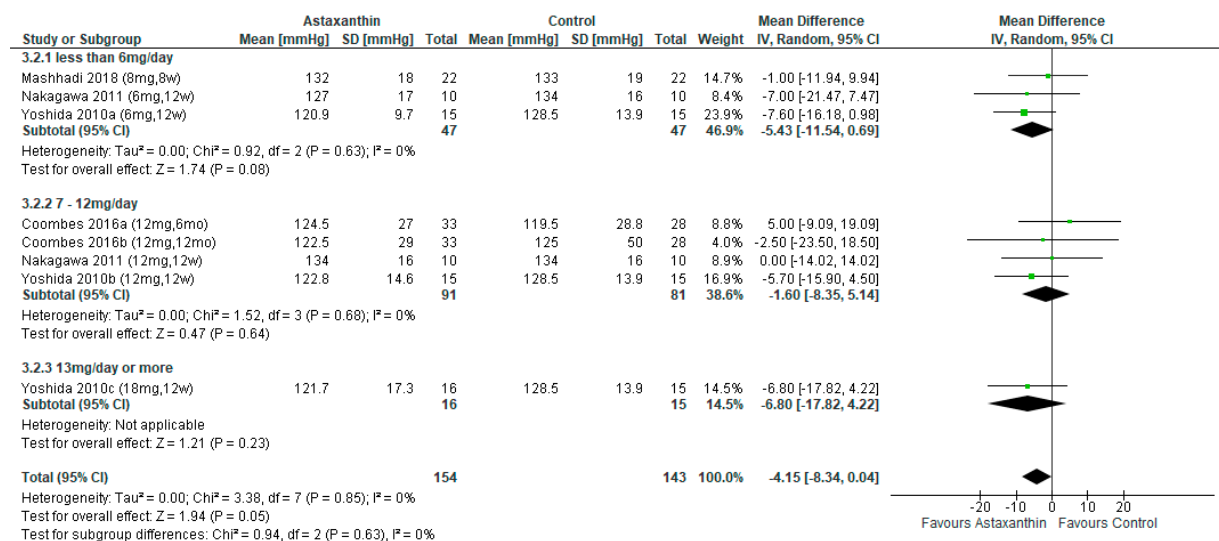 Astaxanthin Control Mean Difference Mean Difference
Study or Subgroup Mean [mmHg] SD [mmHg] Total Mean [mmHg] SD [mmHg] Total Weight IV, Random, 95% CI IV, Random, 95% CI
3.2.1 less than 6mg/day
Mashhadi 2018 (8mg,8w) 132 18 22 133 19 22 14.7% -1.00 [-11.94, 9.94]
Nakagawa 2011 (6mg,12w) 127 17 10 134 16 10 8.4% -7.00 [-21.47, 7.47]
Yoshida 2010a (6mg,12w) 120.9 9.7 15 128.5 13.9 15 23.9% -7.60 [-16.18, 0.98]
Subtotal (95% CI) 47 47 46.9% -5.43 [-11.54, 0.69]
Heterogeneity: Tau² = 0.00; Chi² = 0.92, df = 2 (P = 0.63); I² = 0%
Test for overall effect: Z = 1.74 (P = 0.08)
3.2.2 7 - 12mg/day
Coombes 2016a (12mg,6mo) 124.5 27 33 119.5 28.8 28 8.8% 5.00 [-9.09, 19.09]
Coombes 2016b (12mg,12mo) 122.5 29 33 125 50 28 4.0% -2.50 [-23.50, 18.50]
Nakagawa 2011 (12mg,12w) 134 16 10 134 16 10 8.9% 0.00 [-14.02, 14.02]
Yoshida 2010b (12mg,12w) 122.8 14.6 15 128.5 13.9 15 16.9% -5.70 [-15.90, 4.50]
Subtotal (95% CI) 91 81 38.6% -1.60 [-8.35, 5.14]
Heterogeneity: Tau² = 0.00; Chi² = 1.52, df = 3 (P = 0.68); I² = 0%
Test for overall effect: Z = 0.47 (P = 0.64)
3.2.3 13mg/day or more
Yoshida 2010c (18mg,12w) 121.7 17.3 16 128.5 13.9 15 14.5% -6.80 [-17.82, 4.22]
Subtotal (95% CI) 16 15 14.5% -6.80 [-17.82, 4.22]
Heterogeneity: Not applicable
Test for overall effect: Z = 1.21 (P = 0.23)
Total (95% CI) 154 143 100.0% -4.15 [-8.34, 0.04]
Heterogeneity: Tau² = 0.00; Chi² = 3.38, df = 7 (P = 0.85); I² = 0%
Test for overall effect: Z = 1.94 (P = 0.05)
Test for subgroup differences: Chi² = 0.94, df = 2 (P = 0.63), I² = 0%
-20 -10 0 10 20
Favours Astaxanthin Favours Control